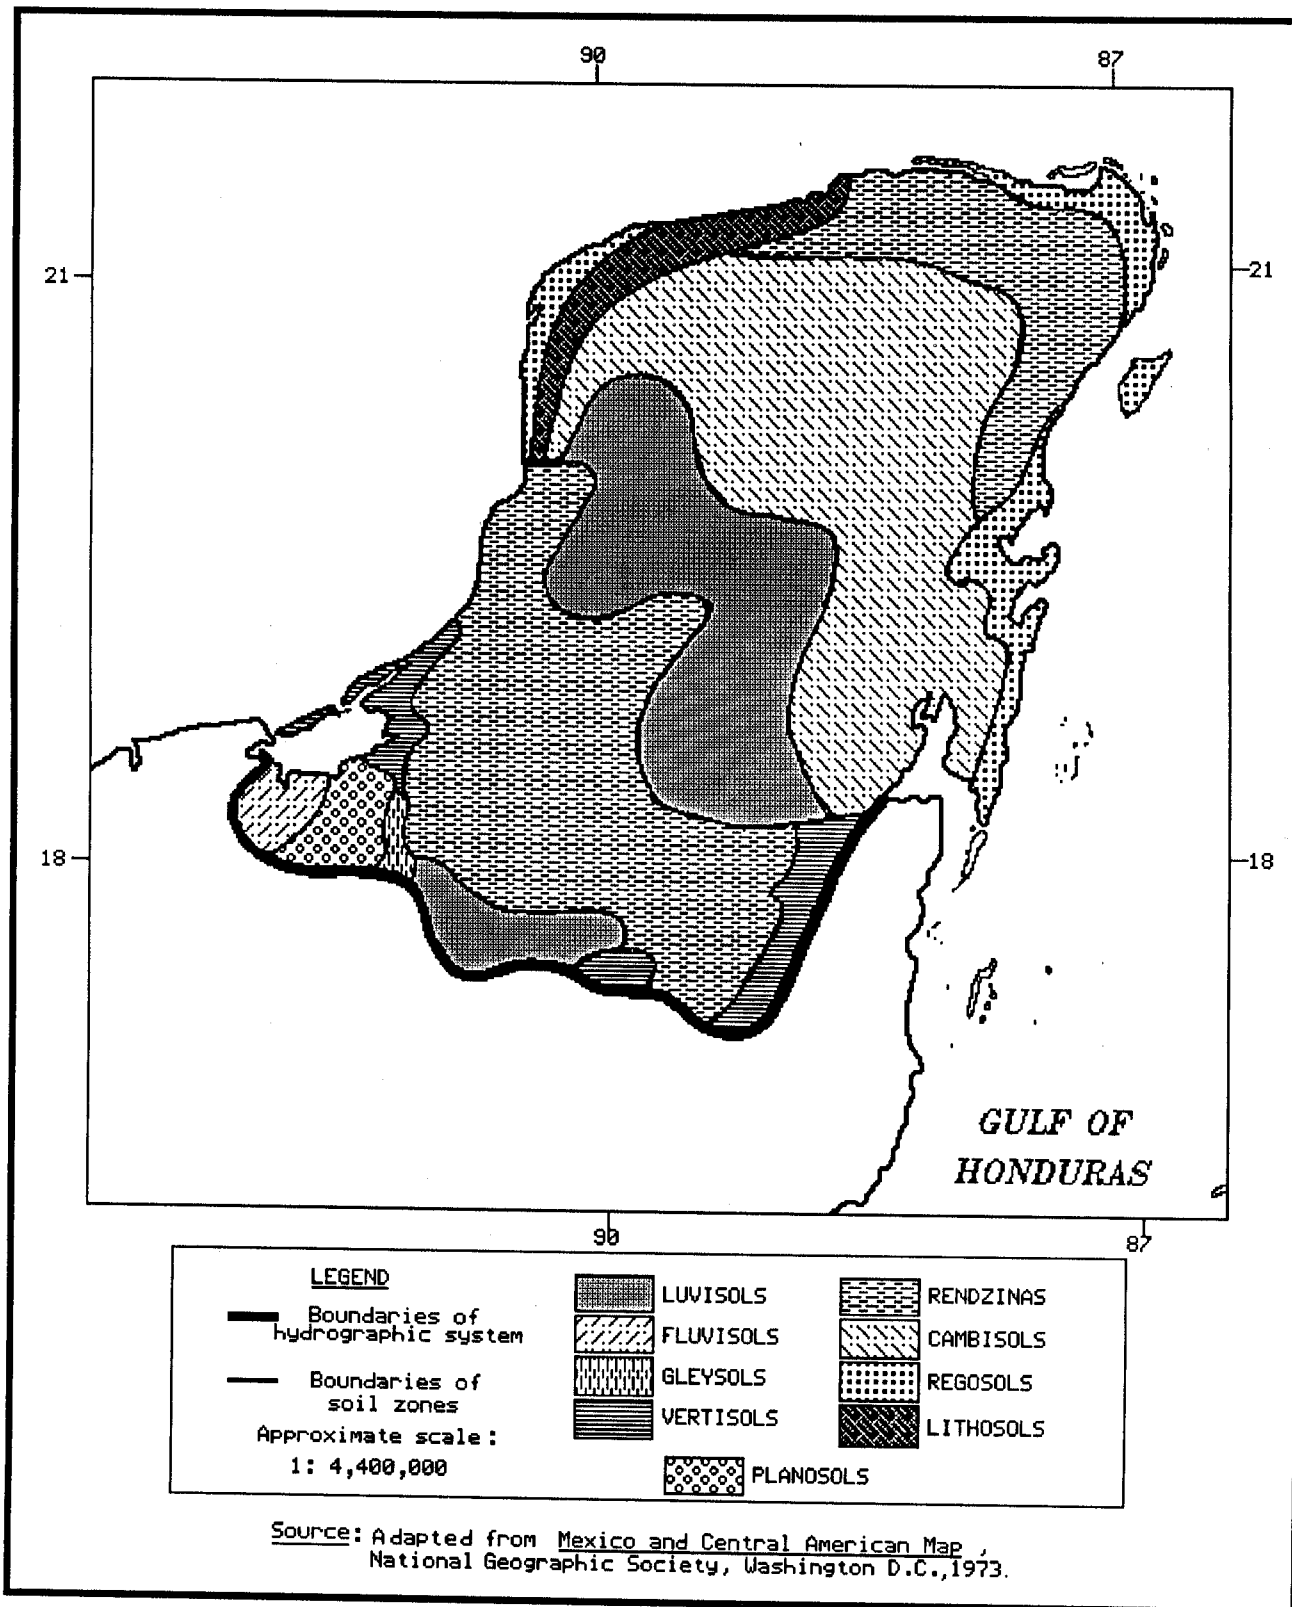 90
87
21
21
18
18
GULF OF
HONDURAS
90
87
LEGEND
Boundaries of
hydrographic system
Boundaries of
soil zones
Approximate scale:
1: 4,400,000
LUVISOLS
FLUVISOLS
GLEYSOLS
VERTISOLS
RENDZINAS
CAMBISOLS
REGOSOLS
LITHOSOLS
PLANOSOLS
Source: Adapted from Mexico and Central American Map ,
National Geographic Society, Washington D.C.,1973.